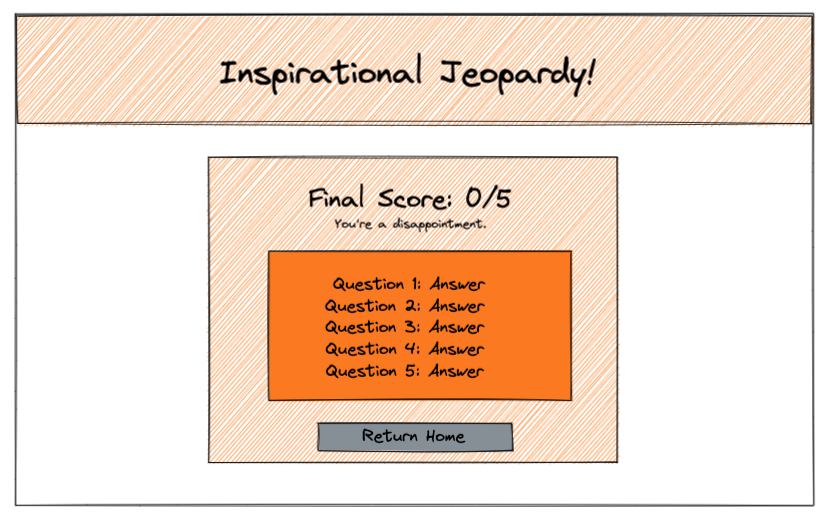 Inspirational Jeopardy!
Final Score: 0/5
You're a disappointment.
Question 1: Answer
Question 2: Answer
Question 3: Answer
Question 4: Answer
Question 5: Answer
Return Home